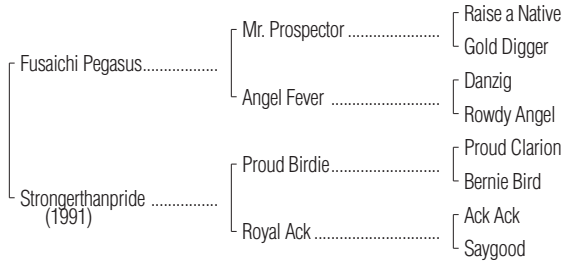 Raise a Native
Mr. Prospector ......................
Gold Digger
Fusaichi Pegasus..................
Danzig
Angel Fever ..........................
Rowdy Angel
Proud Clarion
Proud Birdie..........................
Bernie Bird
Strongerthanpride ................
(1991)
Ack Ack
Royal Ack ..............................
Saygood